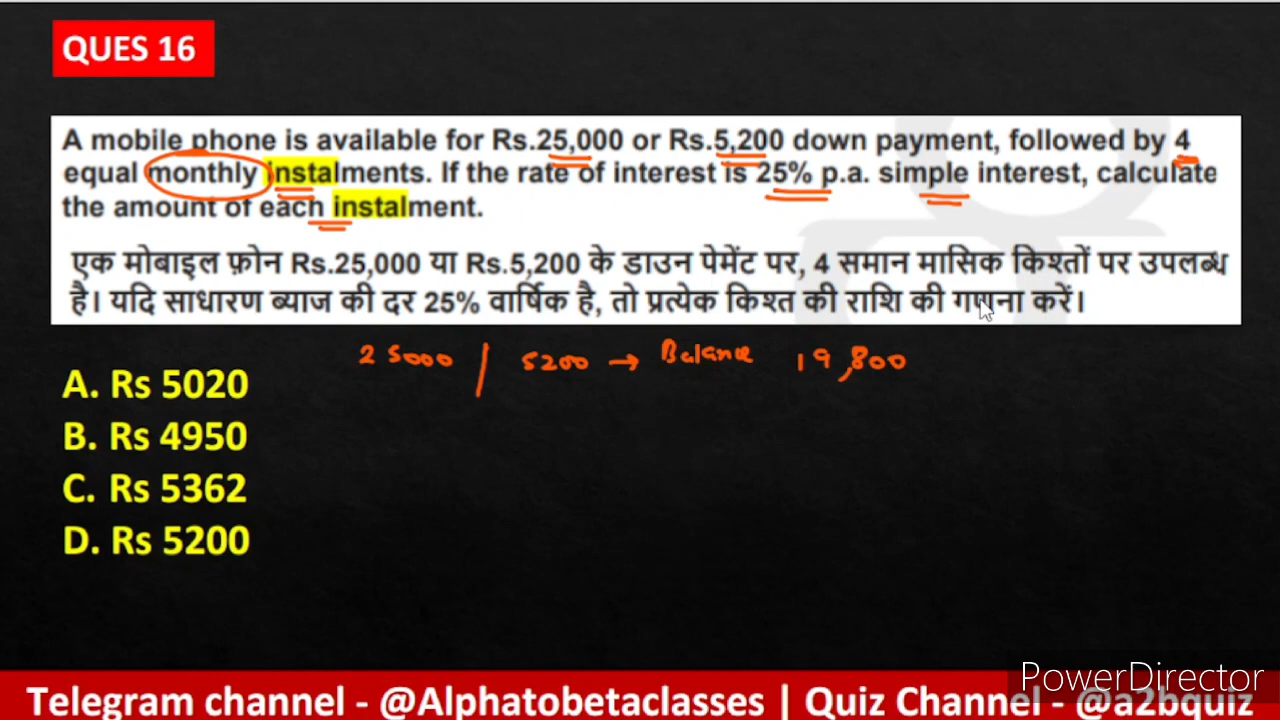 QUES 16
A mobile phone is available for Rs.25,000 or Rs.5,200 down payment, followed by 4
equal monthly instalments. If the rate of interest is 25% p.a. simple interest, calculate
the amount of each instalment.
एक मोबाइल फ़ोन Rs.25,000 या Rs.5,200 के डाउन पेमेंट पर, 4 समान मासिक किश्तों पर उपलब्ध
है। यदि साधारण ब्याज की दर 25% वार्षिक है, तो प्रत्येक किश्त की राशि की गणना करें।
25000 / 5200 → Balance 19,800
A. Rs 5020
B. Rs 4950
C. Rs 5362
D. Rs 5200
PowerDirector
Telegram channel - @Alphatobetaclasses | Quiz Channel - @a2bquiz